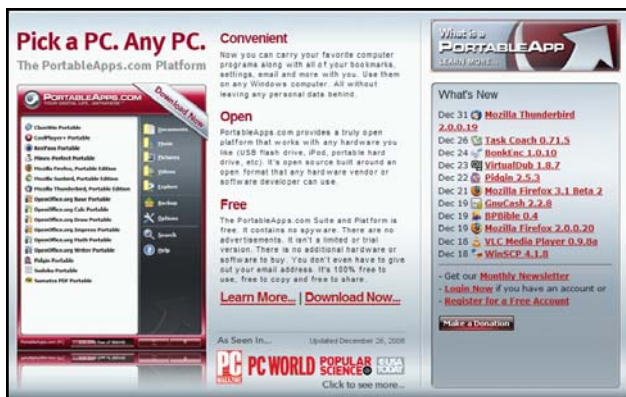 Pick a PC. Any PC.
The PortableApps.com Platform
PORTABLEAPPS.COM
YOUR DIGITAL LIFE, ANYWHERE™
Download Now
ClamWin Portable
CoolPlayer+ Portable
KeePass Portable
Mines-Perfect Portable
Mozilla Firefox, Portable Edition
Mozilla Sunbird, Portable Edition
Mozilla Thunderbird, Portable Edition
OpenOffice.org Base Portable
OpenOffice.org Calc Portable
OpenOffice.org Draw Portable
OpenOffice.org Impress Portable
OpenOffice.org Math Portable
OpenOffice.org Writer Portable
Pidgin Portable
Sudoku Portable
Sumatra PDF Portable
Documents
Music
Pictures
Videos
Explore
Backup
Options
Search
Help
Convenient
Now you can carry your favorite computer
programs along with all of your bookmarks,
settings, email and more with you. Use them
on any Windows computer. All without
leaving any personal data behind.
Open
PortableApps.com provides a truly open
platform that works with any hardware you
like (USB flash drive, iPod, portable hard
drive, etc). It's open source built around an
open format that any hardware vendor or
software developer can use.
Free
The PortableApps.com Suite and Platform is
free. It contains no spyware. There are no
advertisements. It isn't a limited or trial
version. There is no additional hardware or
software to buy. You don't even have to give
out your email address. It's 100% free to
use, free to copy and free to share.
Learn More... | Download Now...
As Seen In... Updated December 26, 2008
PC MAGAZINE PC WORLD POPULAR SCIENCE USA TODAY
Click to see more...
What is a
PORTABLEAPP
LEARN MORE...
What's New
Dec 31 Mozilla Thunderbird
2.0.0.19
Dec 26 Task Coach 0.71.5
Dec 24 BonkEnc 1.0.10
Dec 23 VirtualDub 1.8.7
Dec 22 Pidgin 2.5.3
Dec 21 Mozilla Firefox 3.1 Beta 2
Dec 19 GnuCash 2.2.8
Dec 19 BPBible 0.4
Dec 19 Mozilla Firefox 2.0.0.20
Dec 18 VLC Media Player 0.9.8a
Dec 18 WinSCP 4.1.8
- Get our Monthly Newsletter
- Login Now if you have an account or
- Register for a Free Account
Make a Donation